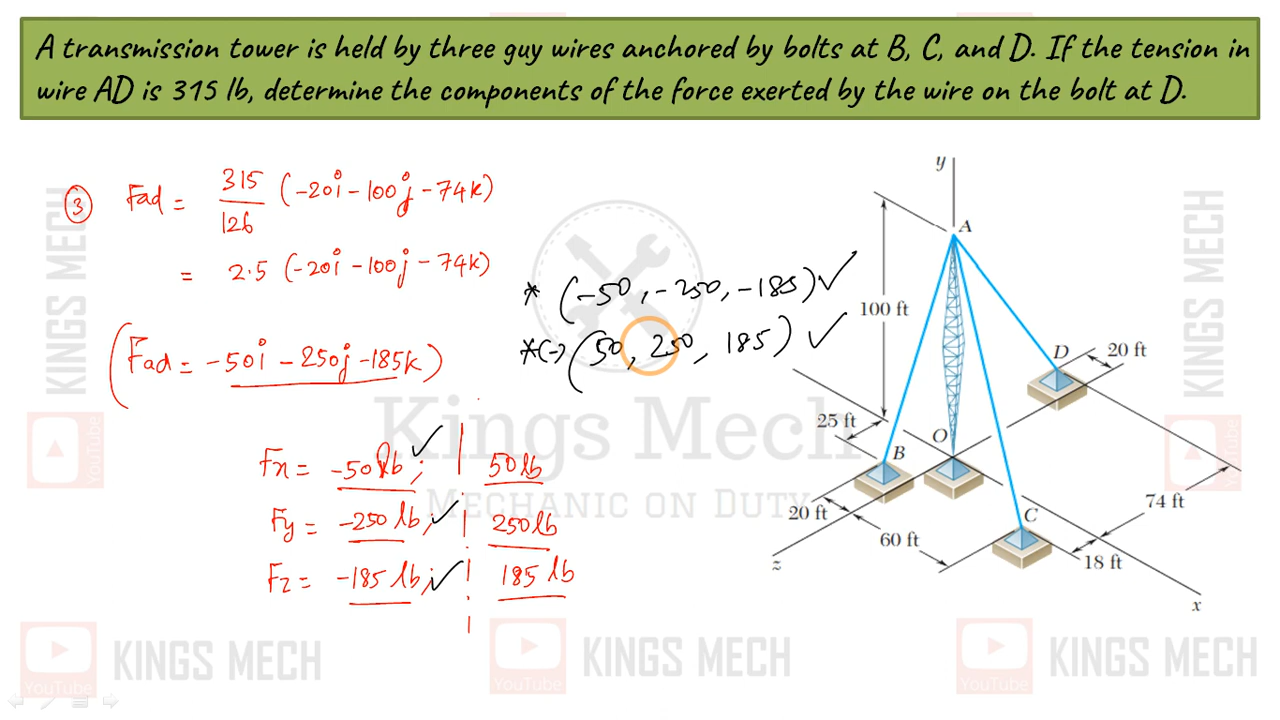 A transmission tower is held by three guy wires anchored by bolts at B, C, and D. If the tension in
wire AD is 315 lb, determine the components of the force exerted by the wire on the bolt at D.
③ Fad = 315/126 (-20i - 100j - 74k)
= 2.5 (-20i - 100j - 74k)
(Fad = -50i - 250j - 185k)
* (-50, -250, -185) ✓
* (-) (50, 250, 185) ✓
Fx = -50 lb; ✓ | 50 lb
Fy = -250 lb; ✓ | 250 lb
Fz = -185 lb; ✓ | 185 lb
y
A
100 ft
D
20 ft
25 ft
O
B
74 ft
20 ft
C
60 ft
18 ft
z
x
Kings Mech
MECHANIC ON DUTY
KINGS MECH
YouTube
KINGS MECH
YouTube
YouTube
KINGS MECH
YouTube
KINGS MECH
YouTube
KINGS MECH